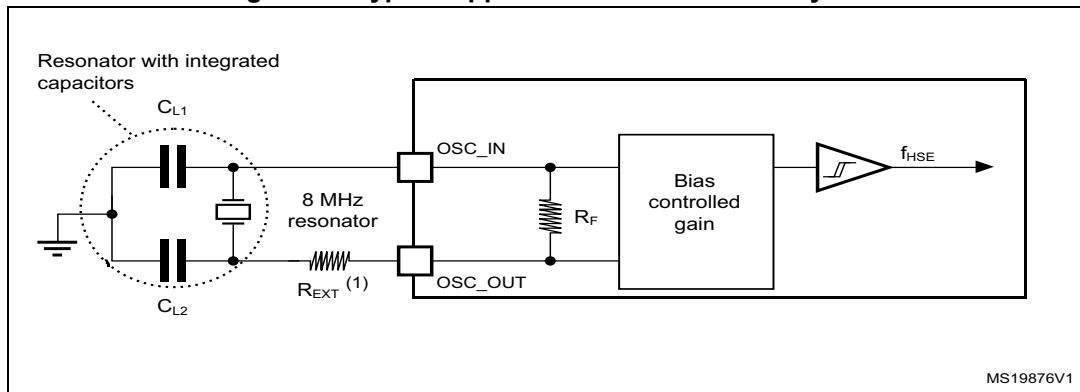 Resonator with integrated
capacitors
CL1
OSC_IN
fHSE
8 MHz
resonator
RF
Bias
controlled
gain
REXT (1)
OSC_OUT
CL2
MS19876V1